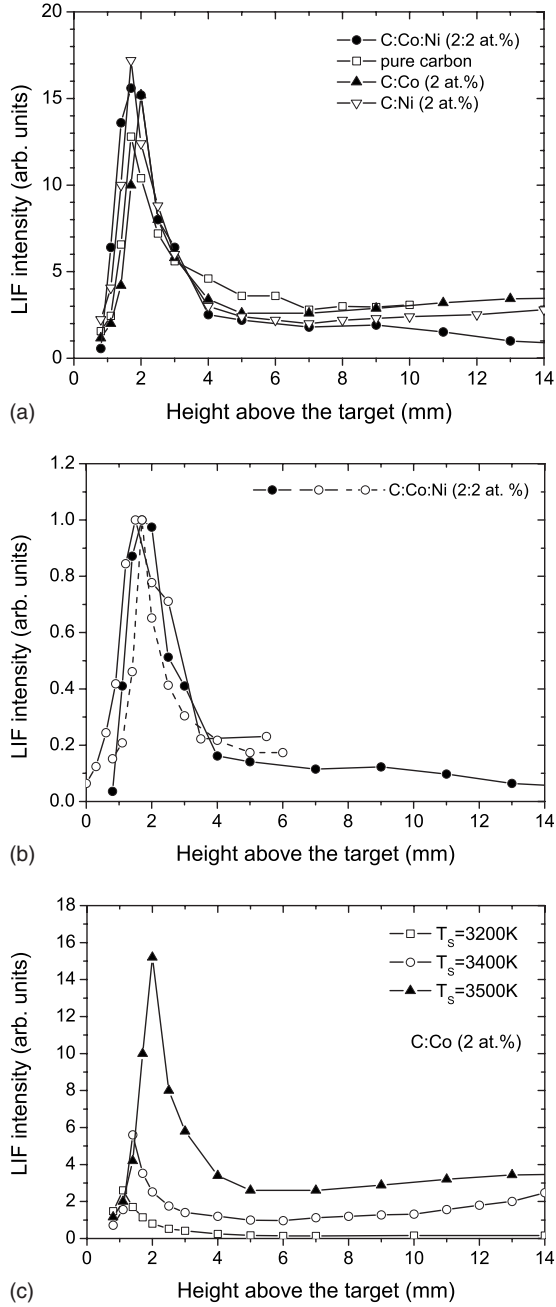 20
C:Co:Ni (2:2 at.%)
pure carbon
C:Co (2 at.%)
C:Ni (2 at.%)
15
10
5
0
LIF intensity (arb. units)
0 2 4 6 8 10 12 14
(a)
Height above the target (mm)
1.2
C:Co:Ni (2:2 at. %)
1.0
0.8
0.6
0.4
0.2
0.0
LIF intensity (arb. units)
0 2 4 6 8 10 12 14
(b)
Height above the target (mm)
18
16
14
12
10
8
6
4
2
0
LIF intensity (arb. units)
T_S=3200K
T_S=3400K
T_S=3500K
C:Co (2 at.%)
0 2 4 6 8 10 12 14
(c)
Height above the target (mm)